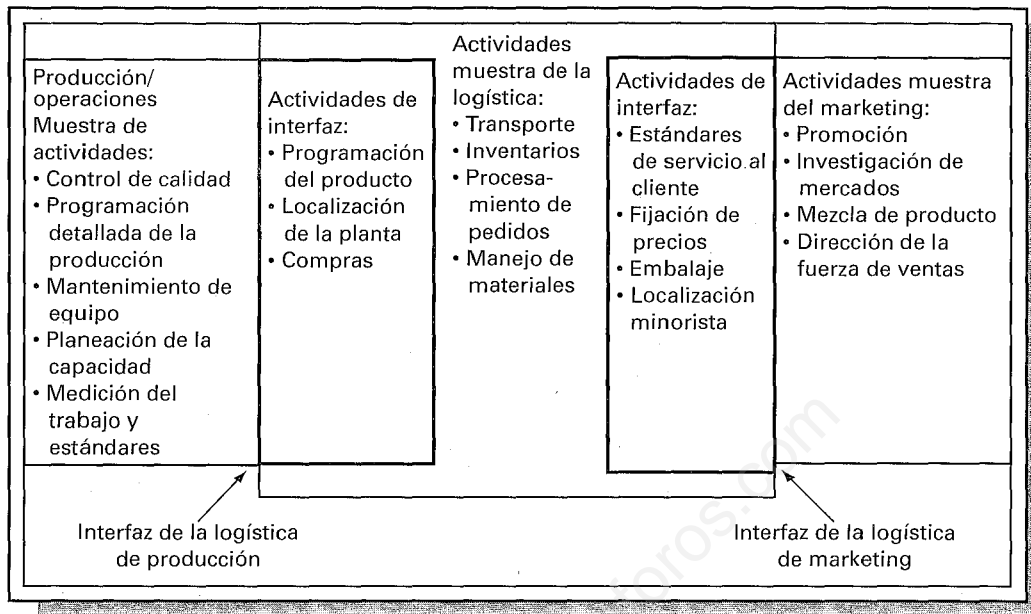 Producción/
operaciones
Muestra de
actividades:
• Control de calidad
• Programación
detallada de la
producción
• Mantenimiento de
equipo
• Planeación de la
capacidad
• Medición del
trabajo y
estándares
Actividades de
interfaz:
• Programación
del producto
• Localización
de la planta
• Compras
Actividades
muestra de la
logística:
• Transporte
• Inventarios
• Procesa-
miento de
pedidos
• Manejo de
materiales
Actividades de
interfaz:
• Estándares
de servicio al
cliente
• Fijación de
precios
• Embalaje
• Localización
minorista
Actividades muestra
del marketing:
• Promoción
• Investigación de
mercados
• Mezcla de producto
• Dirección de la
fuerza de ventas
Interfaz de la logística
de producción
Interfaz de la logística
de marketing
toros.com